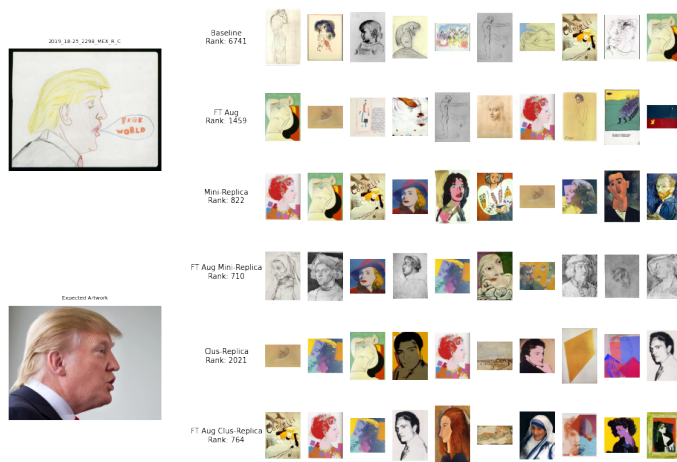 2019_18-25_2298_MEX_R_C
YOUR
WORLD
Expected Artwork
Baseline
Rank: 6741
FT Aug
Rank: 1459
Mini-Replica
Rank: 822
FT Aug Mini-Replica
Rank: 710
Clus-Replica
Rank: 2021
FT Aug Clus-Replica
Rank: 764